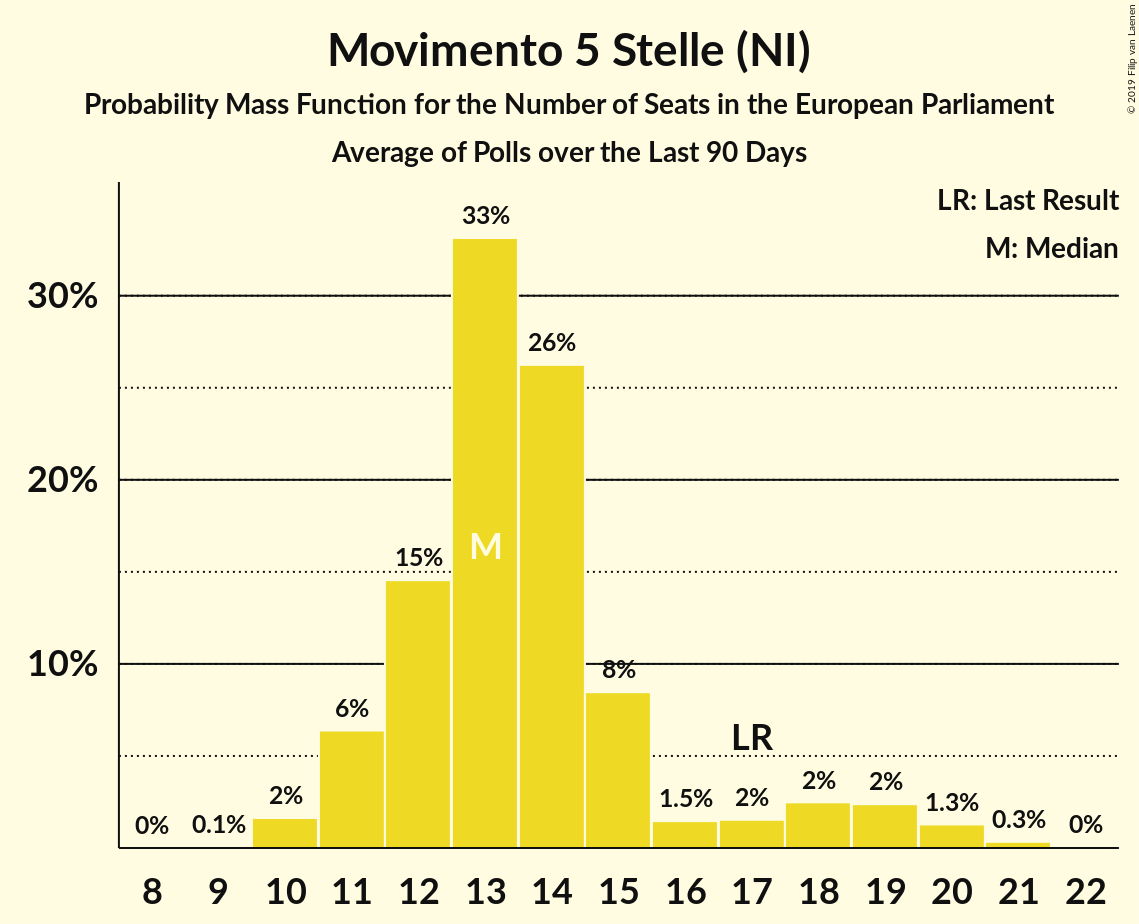 Movimento 5 Stelle (NI)
Probability Mass Function for the Number of Seats in the European Parliament
Average of Polls over the Last 90 Days
© 2019 Filip van Laenen
LR: Last Result
M: Median
33%
30%
26%
20%
15%
M
10%
8%
6%
LR
0% 0.1% 2% 1.5% 2% 2% 2% 1.3% 0.3% 0%
8 9 10 11 12 13 14 15 16 17 18 19 20 21 22